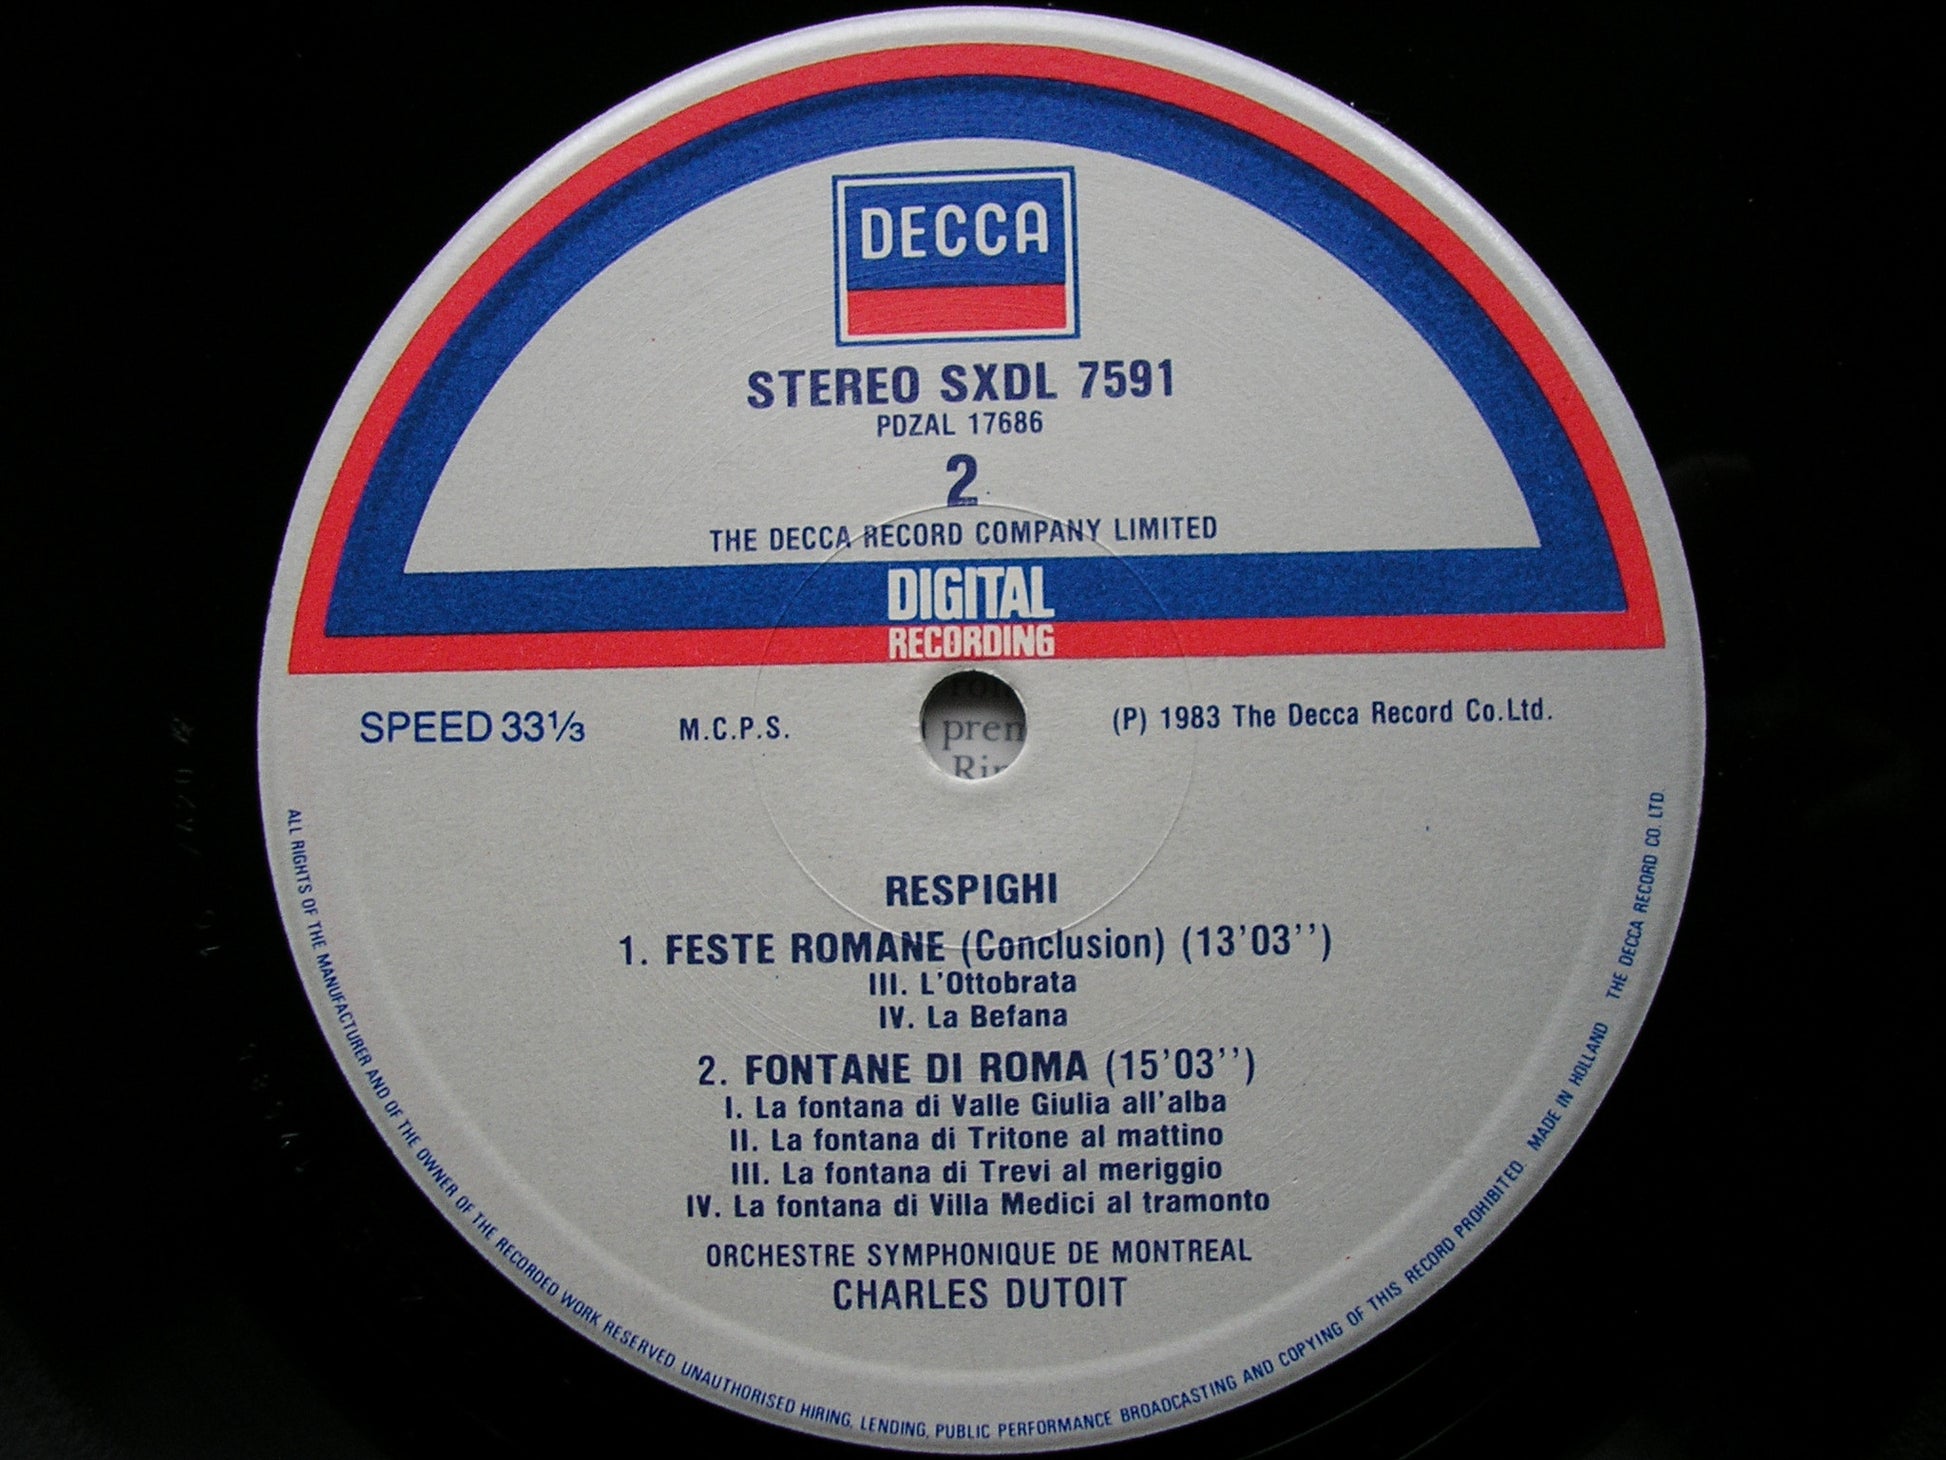 DECCA
STEREO SXDL 7591
PDZAL 17686
2
THE DECCA RECORD COMPANY LIMITED
DIGITAL
RECORDING
SPEED 33⅓ M.C.P.S. (P) 1983 The Decca Record Co.Ltd.
prem
RESPIGHI
1. FESTE ROMANE (Conclusion) (13'03'')
III. L'Ottobrata
IV. La Befana
2. FONTANE DI ROMA (15'03'')
I. La fontana di Valle Giulia all'alba
II. La fontana di Tritone al mattino
III. La fontana di Trevi al meriggio
IV. La fontana di Villa Medici al tramonto
ORCHESTRE SYMPHONIQUE DE MONTREAL
CHARLES DUTOIT
ALL RIGHTS OF THE MANUFACTURER AND OF THE OWNER OF THE RECORDED WORK RESERVED. UNAUTHORISED HIRING, LENDING, PUBLIC PERFORMANCE BROADCASTING AND COPYING OF THIS RECORD PROHIBITED. MADE IN HOLLAND THE DECCA RECORD CO. LTD.